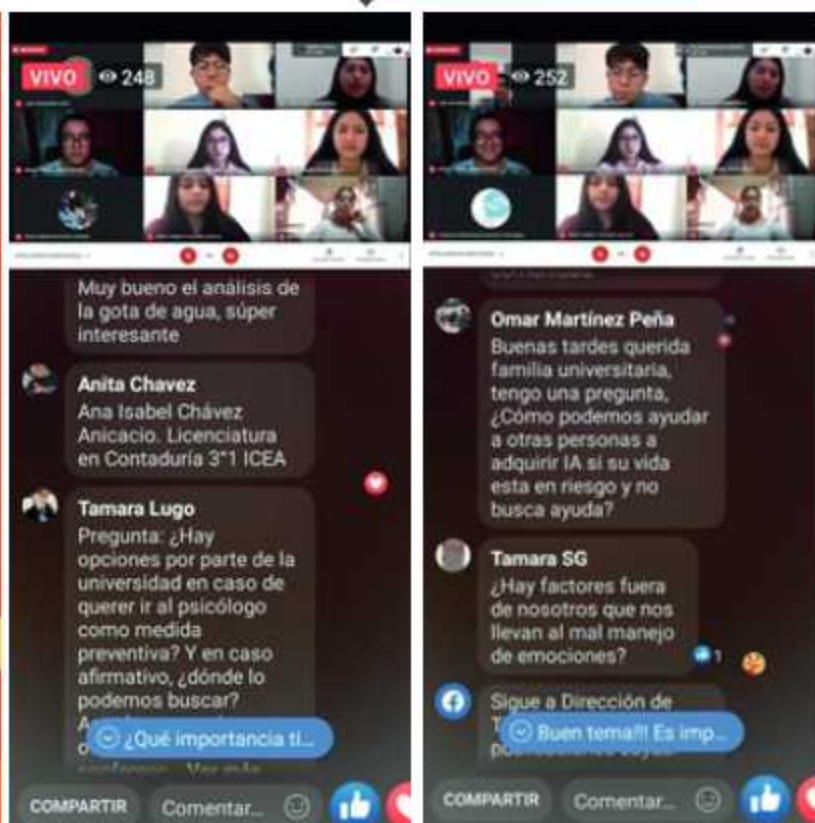 VIVO 248
Muy bueno el análisis de
la gota de agua, súper
interesante
Anita Chavez
Ana Isabel Chávez
Anicacio. Licenciatura
en Contaduría 3°1 ICEA
Tamara Lugo
Pregunta: ¿Hay
opciones por parte de la
universidad en caso de
querer ir al psicólogo
como medida
preventiva? Y en caso
afirmativo, ¿dónde lo
podemos buscar?
¿Qué importancia ti...
Ver más
COMPARTIR
Comentar...
VIVO 252
Omar Martínez Peña
Buenas tardes querida
familia universitaria,
tengo una pregunta,
¿Cómo podemos ayudar
a otras personas a
adquirir IA si su vida
esta en riesgo y no
busca ayuda?
Tamara SG
¿Hay factores fuera
de nosotros que nos
llevan al mal manejo
de emociones?
1
Sigue a Dirección de
Buen tema!!! Es imp...
COMPARTIR
Comentar...